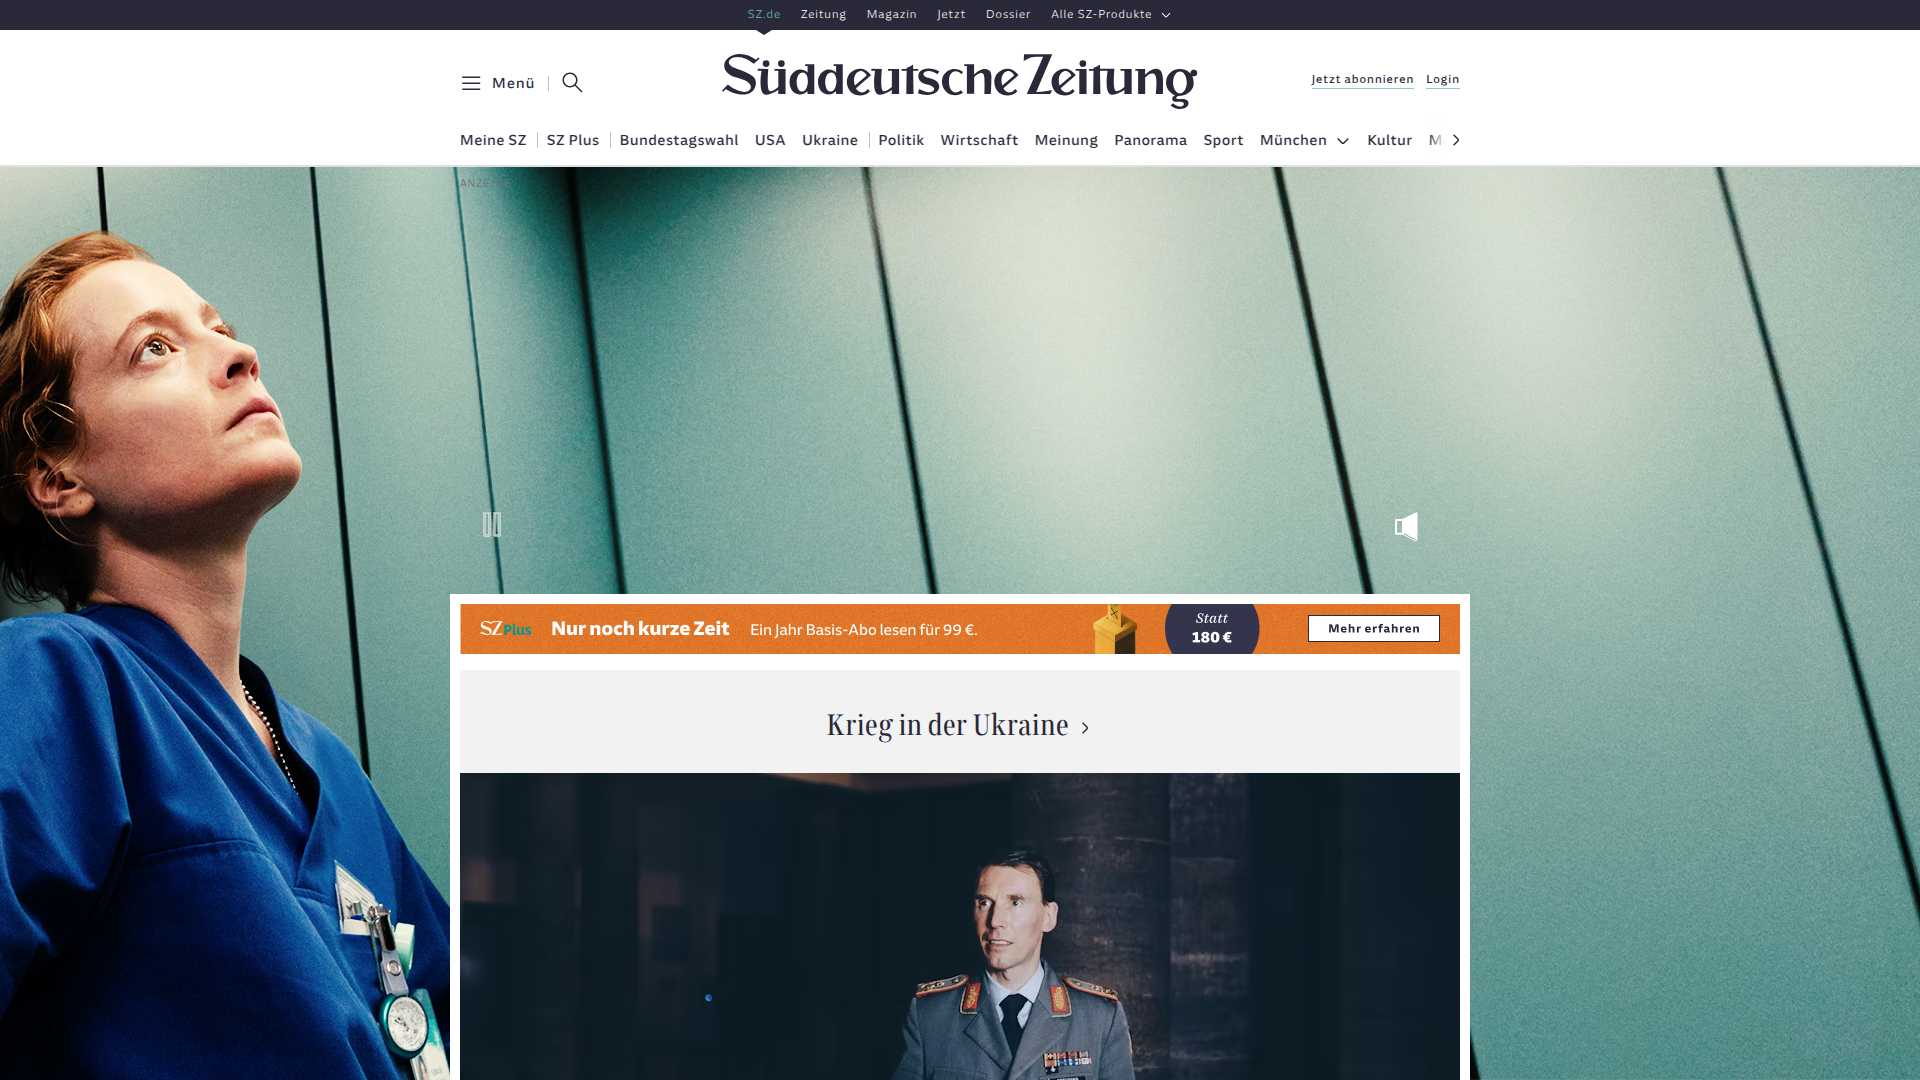 SZ.de Zeitung Magazin Jetzt Dossier Alle SZ-Produkte
Menü
Süddeutsche Zeitung
Jetzt abonnieren Login
Meine SZ SZ Plus Bundestagswahl USA Ukraine Politik Wirtschaft Meinung Panorama Sport München Kultur M
SZ Plus Nur noch kurze Zeit Ein Jahr Basis-Abo lesen für 99 €. Statt
180 €
Mehr erfahren
Krieg in der Ukraine